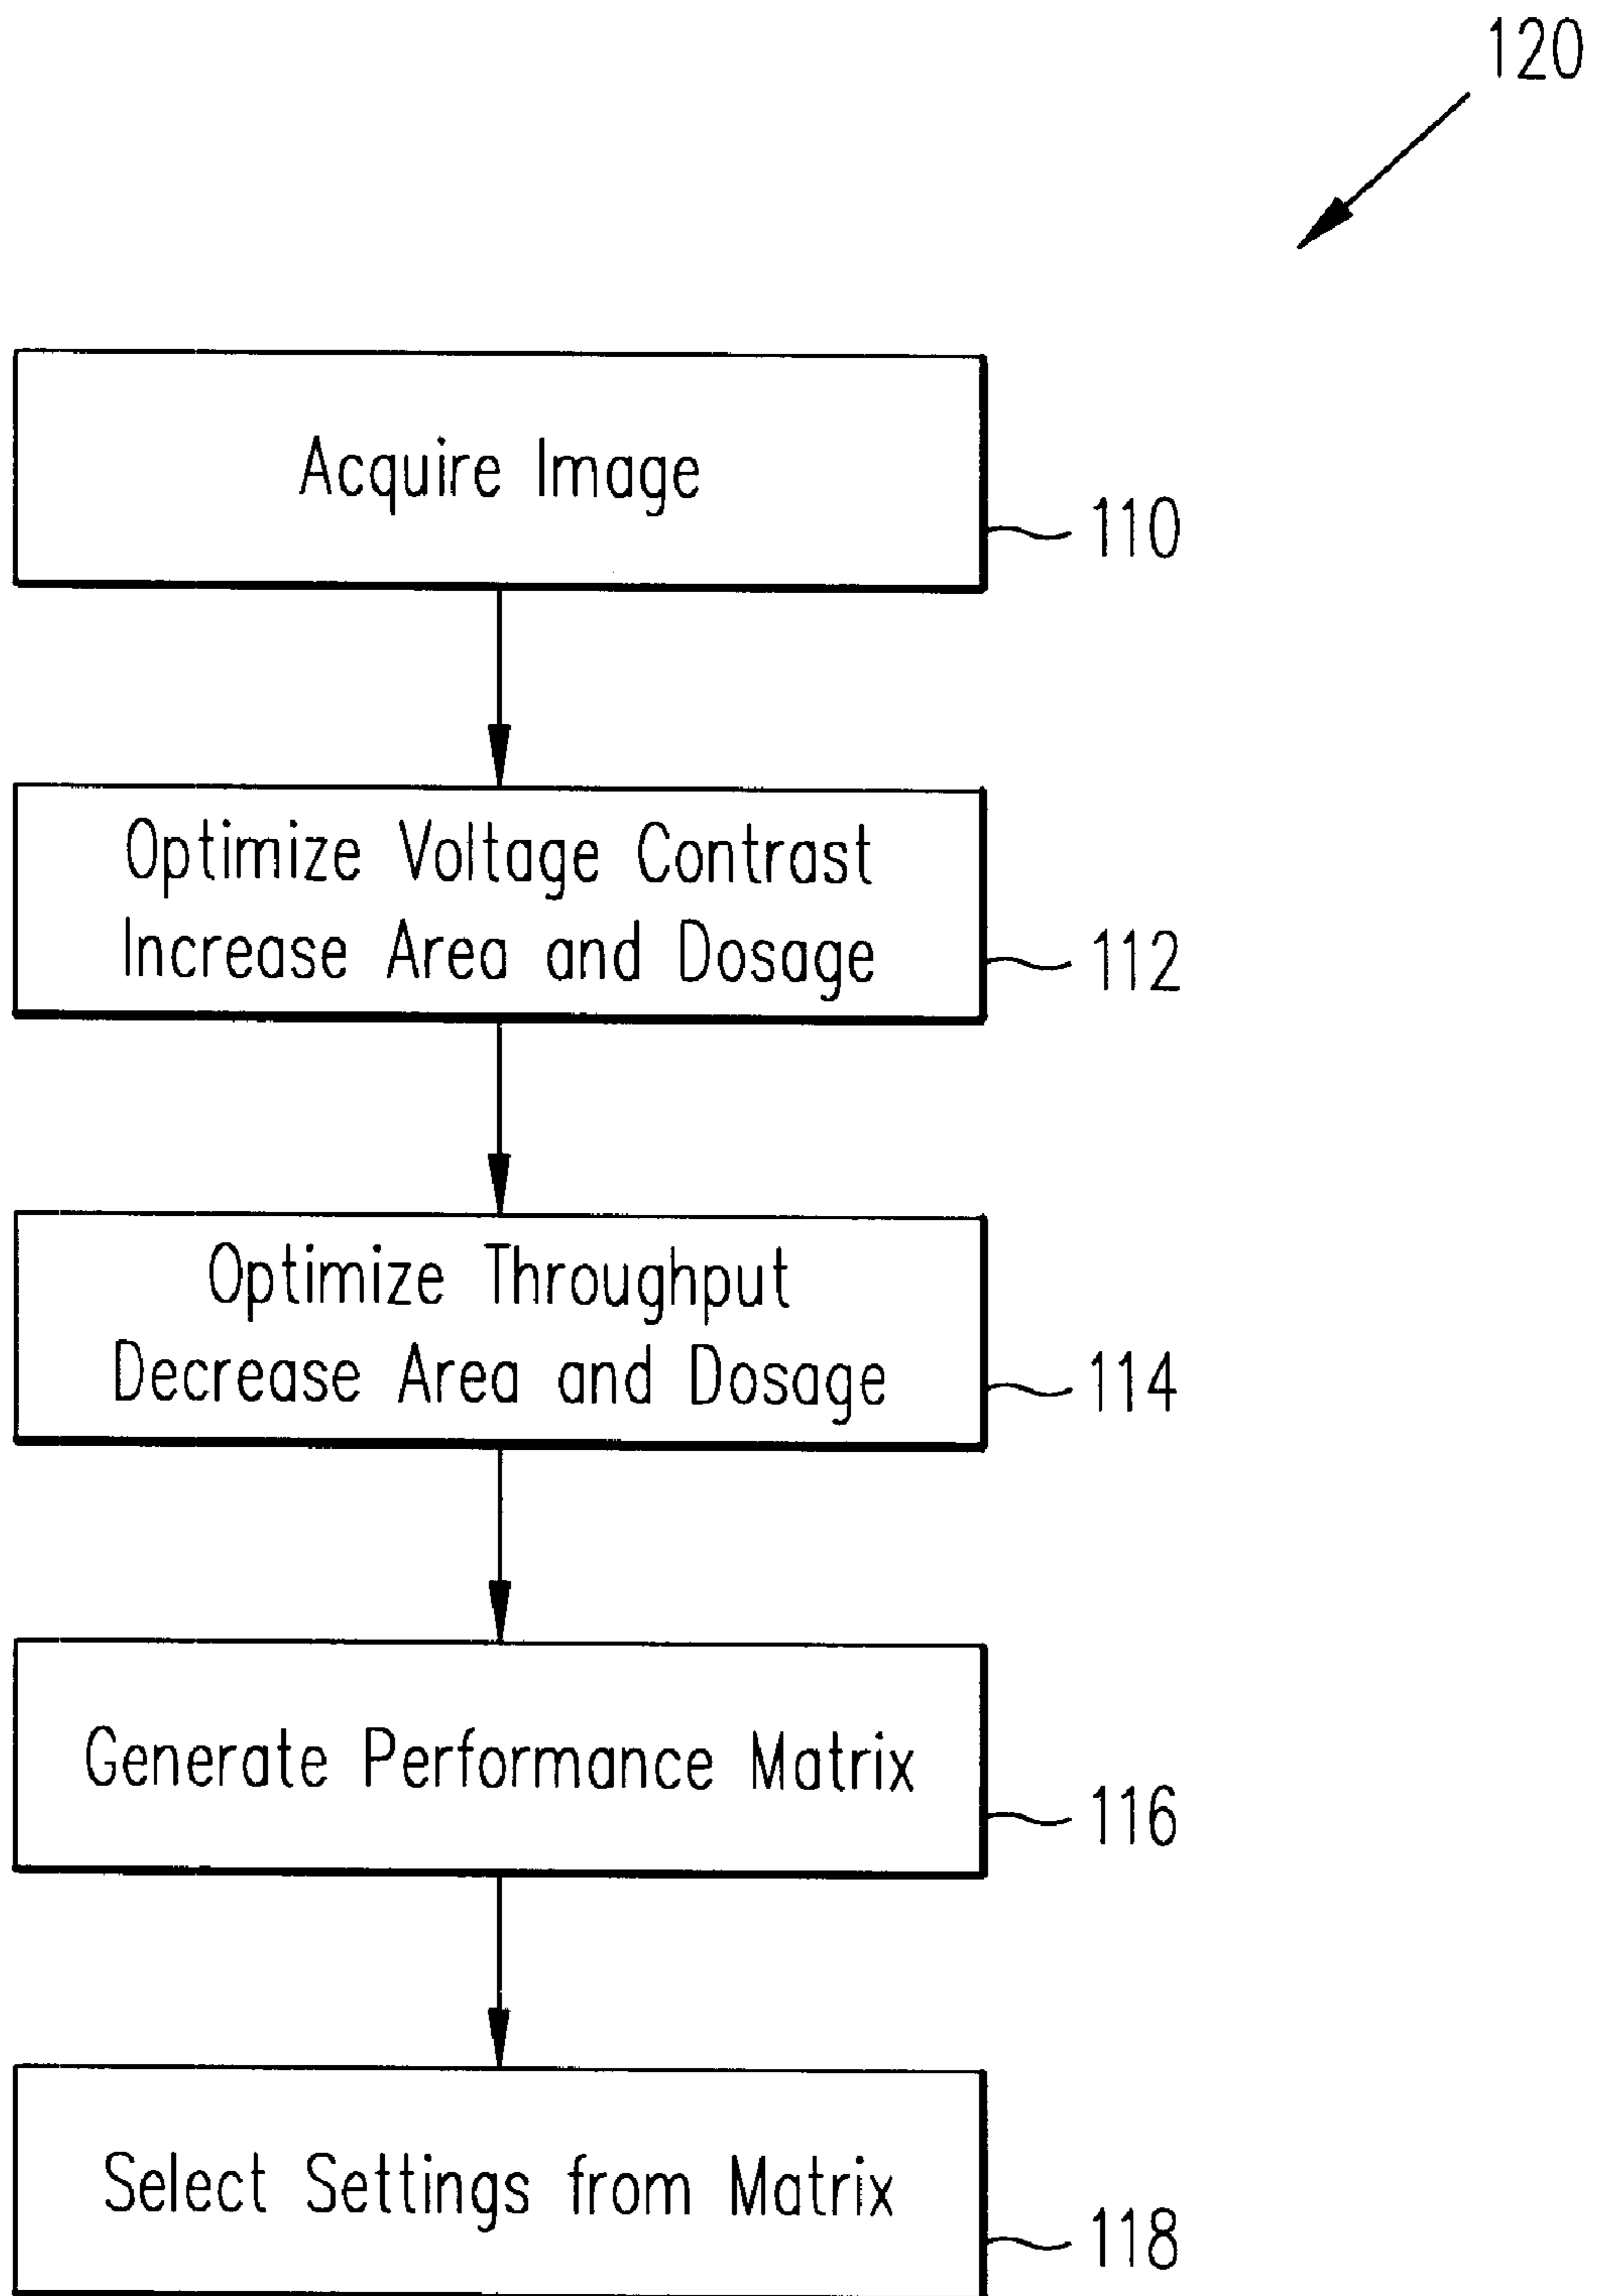 120
Acquire Image
110
Optimize Voltage Contrast
Increase Area and Dosage
112
Optimize Throughput
Decrease Area and Dosage
114
Generate Performance Matrix
116
Select Settings from Matrix
118